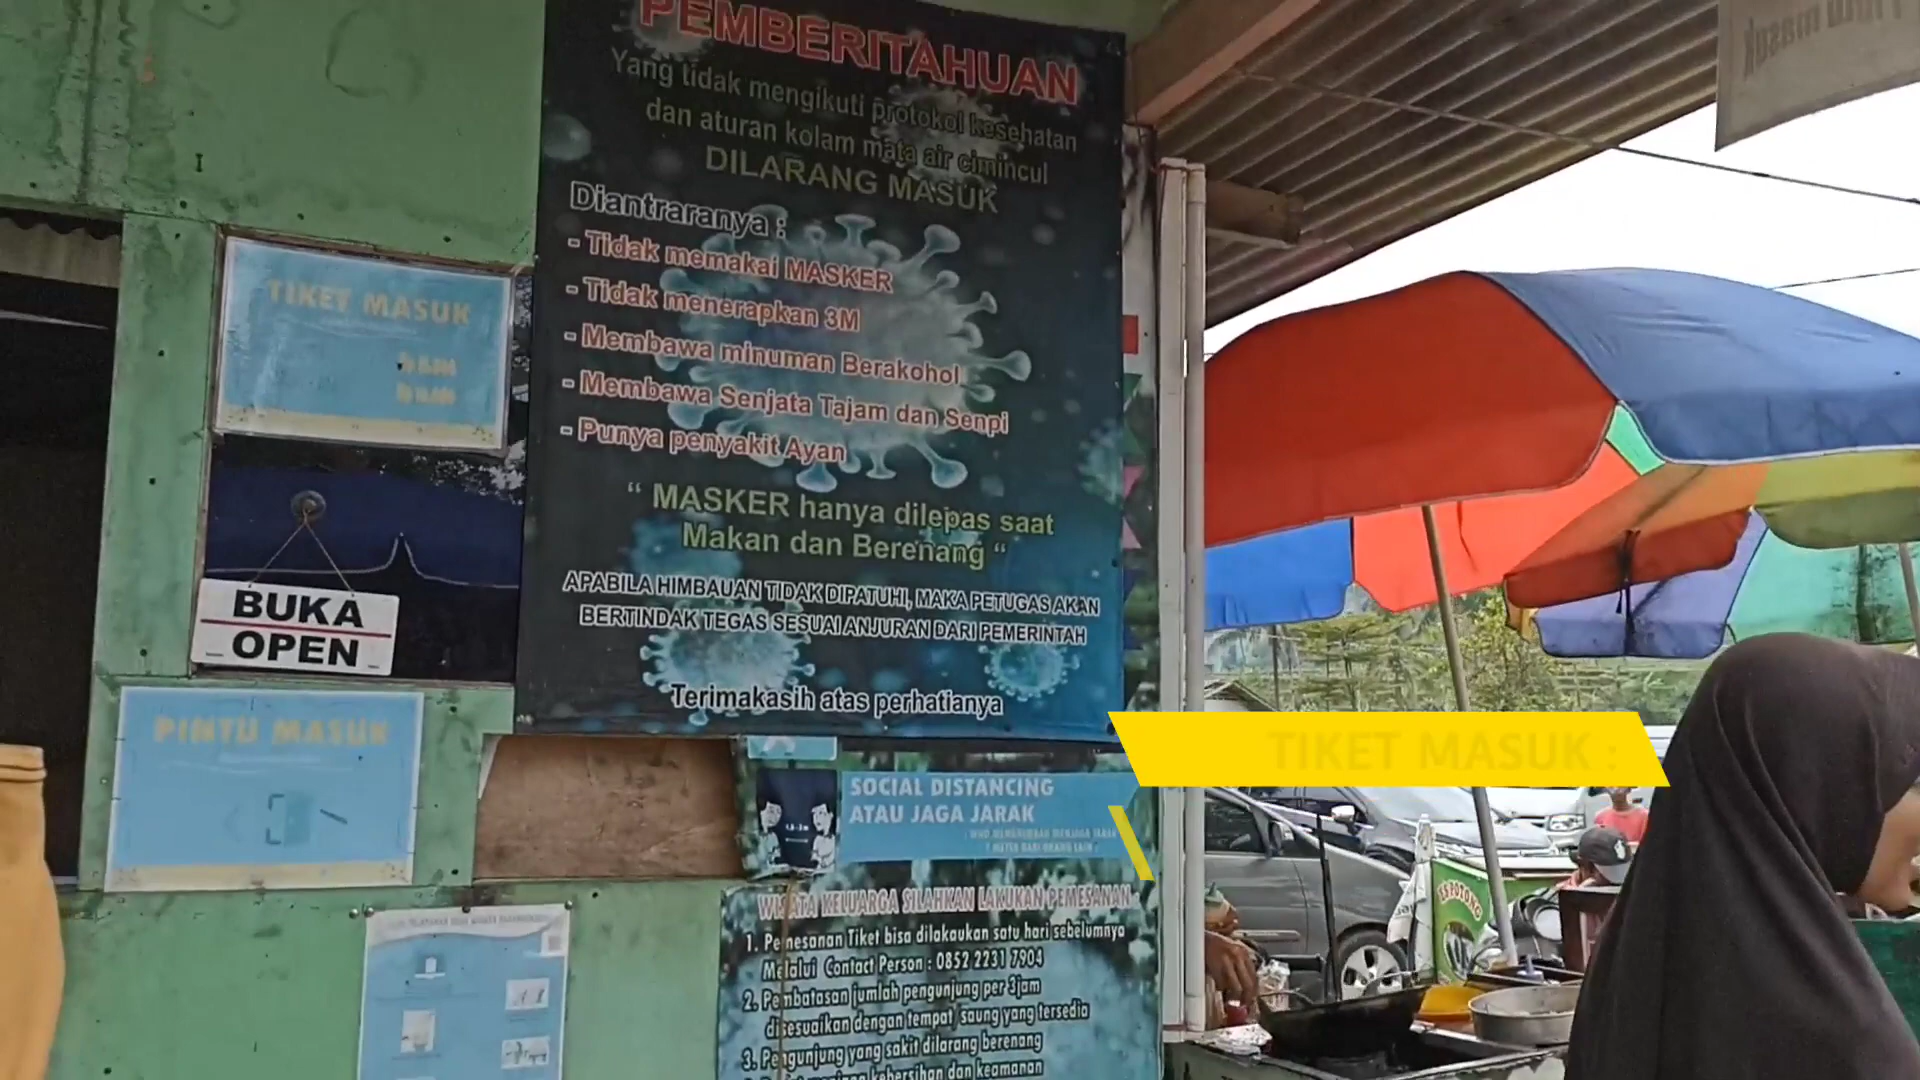 PEMBERITAHUAN
Yang tidak mengikuti protokol kesehatan
dan aturan kolam mata air cimincul
DILARANG MASUK
Diantraranya :
- Tidak memakai MASKER
- Tidak menerapkan 3M
- Membawa minuman Berakohol
- Membawa Senjata Tajam dan Senpi
- Punya penyakit Ayan
“ MASKER hanya dilepas saat
Makan dan Berenang “
APABILA HIMBAUAN TIDAK DIPATUHI, MAKA PETUGAS AKAN
BERTINDAK TEGAS SESUAI ANJURAN DARI PEMERINTAH
Terimakasih atas perhatianya
TIKET MASUK
BUKA
OPEN
PINTU MASUK
TIKET MASUK :
SOCIAL DISTANCING
ATAU JAGA JARAK
WISATA KELUARGA SILAHKAN LAKUKAN PEMESANAN
1. Pemesanan Tiket bisa dilakaukan satu hari sebelumnya
Melalui Contact Person : 0852 2231 7904
2. Pembatasan jumlah pengunjung per 3jam
disesuaikan dengan tempat/saung yang tersedia
3. Pengunjung yang sakit dilarang berenang
kebersihan dan keamanan
ES POTONG